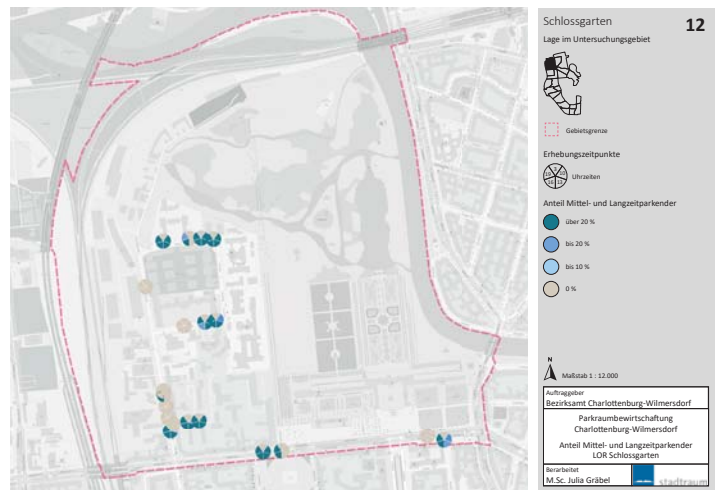 Schlossgarten
12
Lage im Untersuchungsgebiet
Gebietsgrenze
Erhebungszeitpunkte
Uhrzeiten
Anteil Mittel- und Langzeitparkender
über 20 %
bis 20 %
bis 10 %
0 %
N
Maßstab 1 : 12.000
Auftraggeber
Bezirksamt Charlottenburg-Wilmersdorf
Parkraumbewirtschaftung
Charlottenburg-Wilmersdorf
Anteil Mittel- und Langzeitparkender
LOR Schlossgarten
Berarbeitet
M.Sc. Julia Gräbel
stadtraum